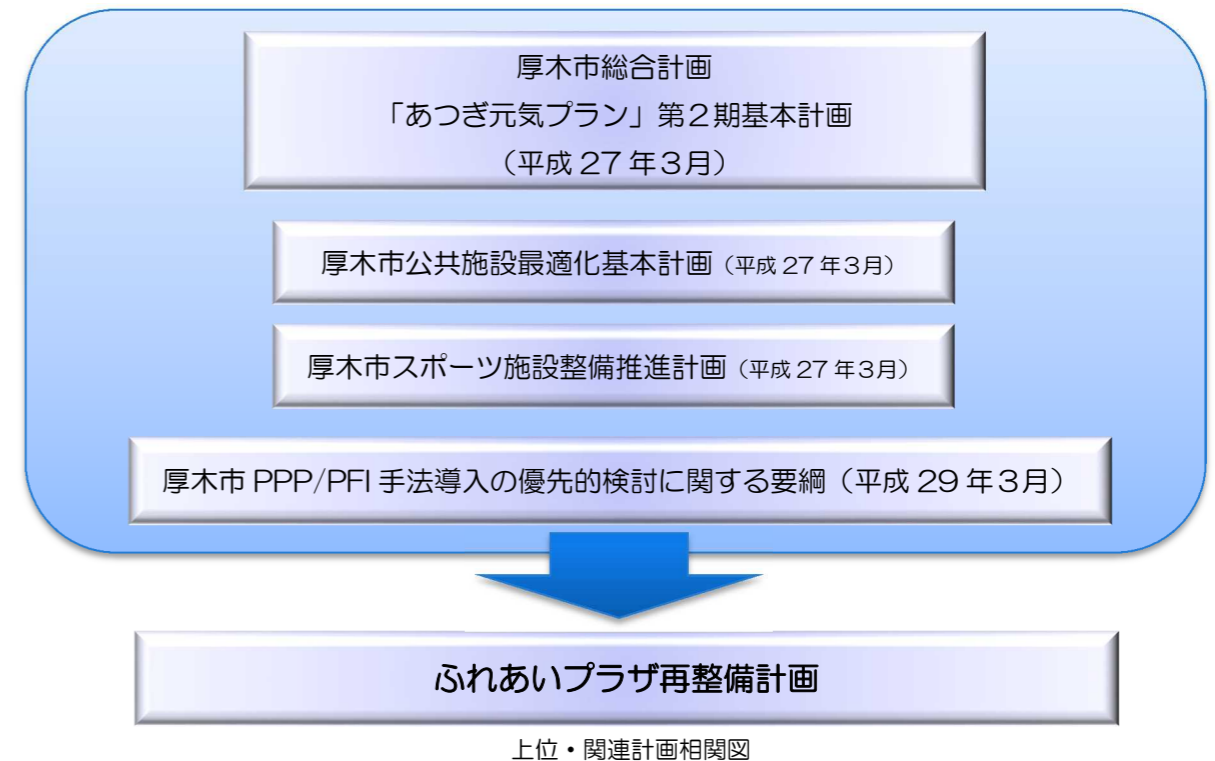 厚木市総合計画
「あつぎ元気プラン」第２期基本計画
（平成 27 年３月）
厚木市公共施設最適化基本計画（平成 27 年３月）
厚木市スポーツ施設整備推進計画（平成 27 年３月）
厚木市 PPP/PFI 手法導入の優先的検討に関する要綱（平成 29 年３月）
ふれあいプラザ再整備計画
上位・関連計画相関図